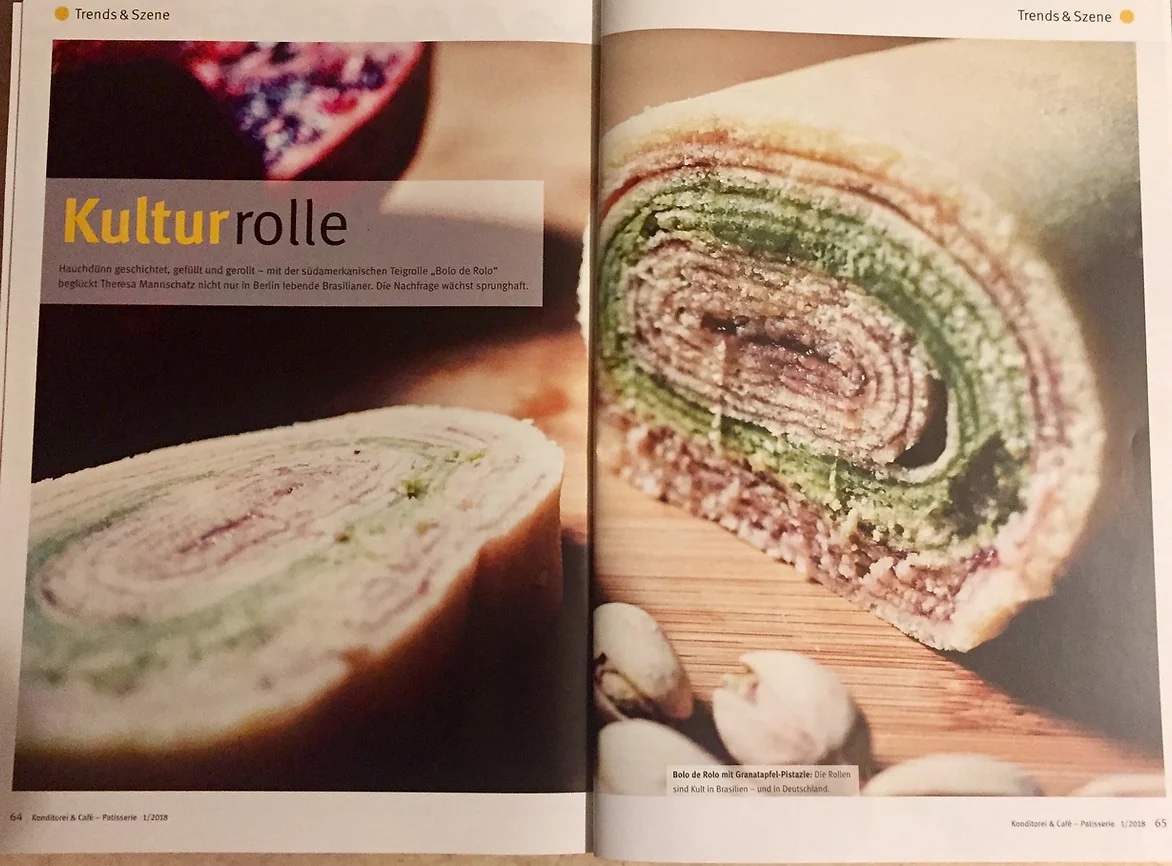 Trends & Szene
Kulturrolle
Hauchdünn geschichtet, gefüllt und gerollt – mit der südamerkanischen Teigrolle „Bolo de Rolo“
beglückt Theresa Mannschatz nicht nur in Berlin lebende Brasilianer. Die Nachfrage wächst sprunghaft.
64 Konditorei & Café – Patisserie 1/2018
Trends & Szene
Bolo de Rolo mit Granatapfel-Pistazie: Die Rollen
sind Kult in Brasilien – und in Deutschland.
Konditorei & Café – Patisserie 1/2018 65